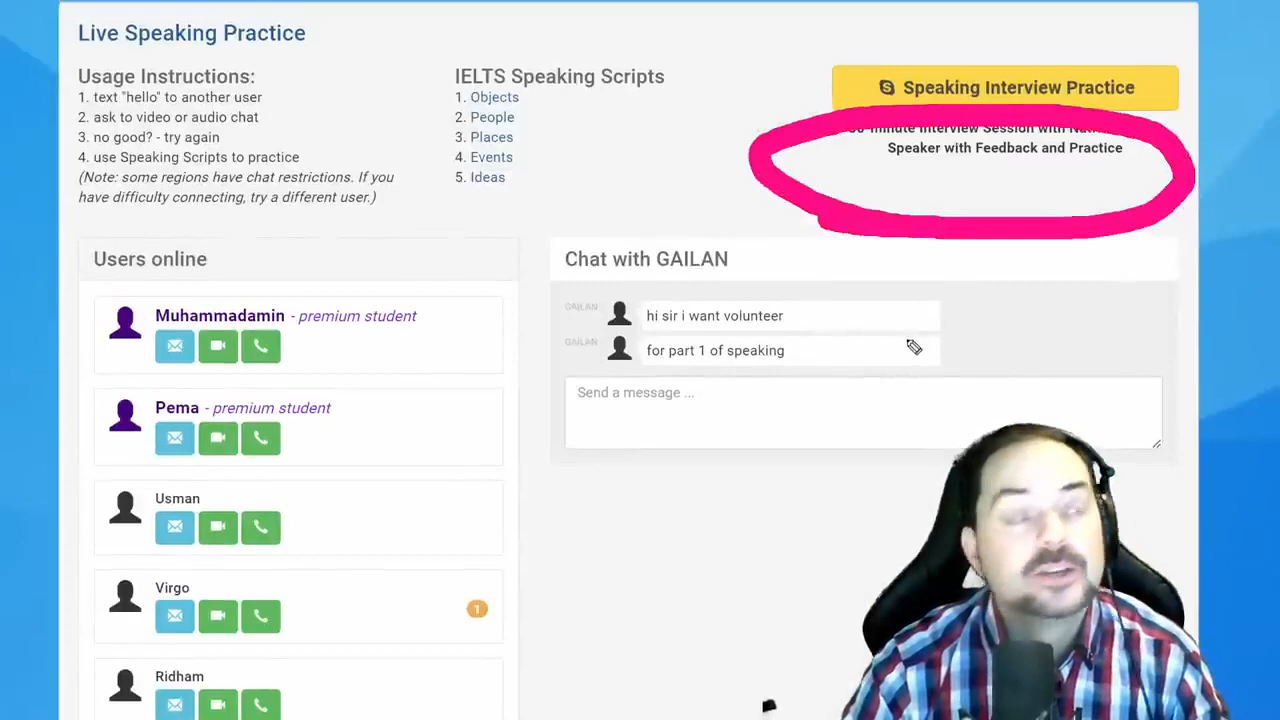 Live Speaking Practice
Usage Instructions:
1. text "hello" to another user
2. ask to video or audio chat
3. no good? - try again
4. use Speaking Scripts to practice
(Note: some regions have chat restrictions. If you
have difficulty connecting, try a different user.)
IELTS Speaking Scripts
1. Objects
2. People
3. Places
4. Events
5. Ideas
Speaking Interview Practice
Minute Interview Session with
Speaker with Feedback and Practice
Users online
Muhammadamin - premium student
Pema - premium student
Usman
Virgo
1
Ridham
Chat with GAILAN
GAILAN
hi sir i want volunteer
GAILAN
for part 1 of speaking
Send a message ...